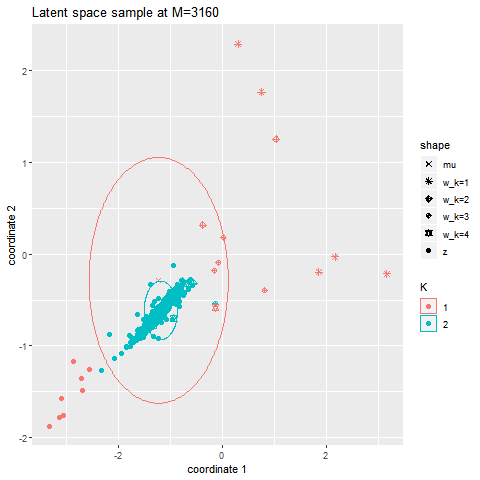 Latent space sample at M=3160
2
1
0
-1
-2
coordinate 2
-2
0
2
coordinate 1
shape
mu
w_k=1
w_k=2
w_k=3
w_k=4
z
K
1
2